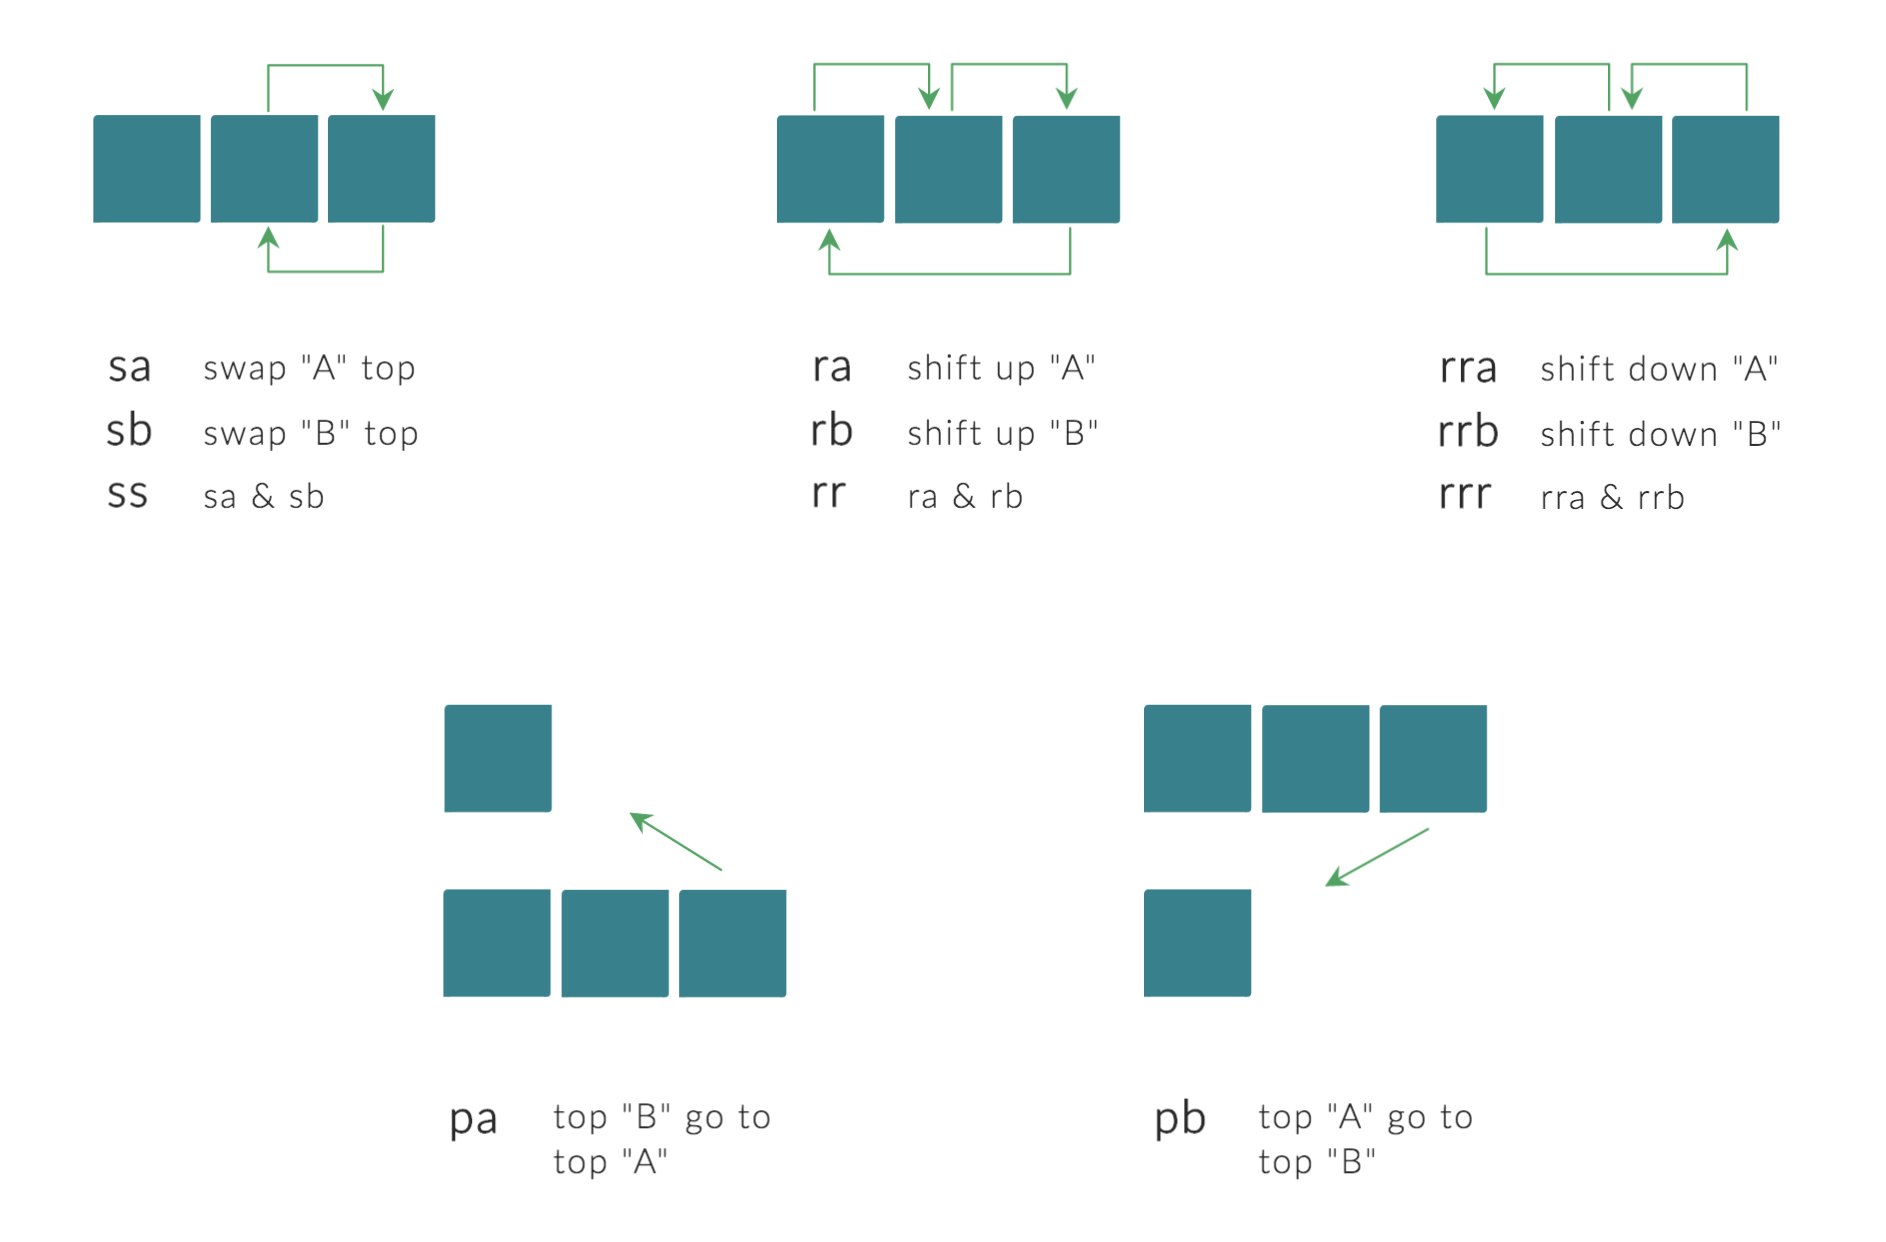 sa swap "A" top
sb swap "B" top
ss sa & sb
ra shift up "A"
rb shift up "B"
rr ra & rb
rra shift down "A"
rrb shift down "B"
rrr rra & rrb
pa top "B" go to
top "A"
pb top "A" go to
top "B"